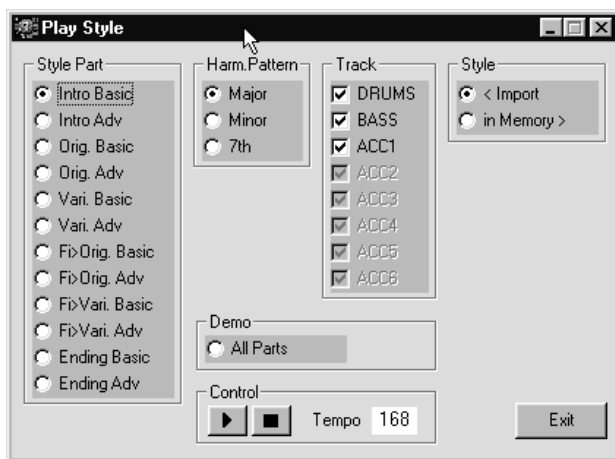 Play Style
Style Part
Intro Basic
Intro Adv
Orig. Basic
Orig. Adv
Vari. Basic
Vari. Adv
Fi>Orig. Basic
Fi>Orig. Adv
Fi>Vari. Basic
Fi>Vari. Adv
Ending Basic
Ending Adv
Harm.Pattern
Major
Minor
7th
Track
DRUMS
BASS
ACC1
ACC2
ACC3
ACC4
ACC5
ACC6
Style
< Import
in Memory >
Demo
All Parts
Control
Tempo 168
Exit